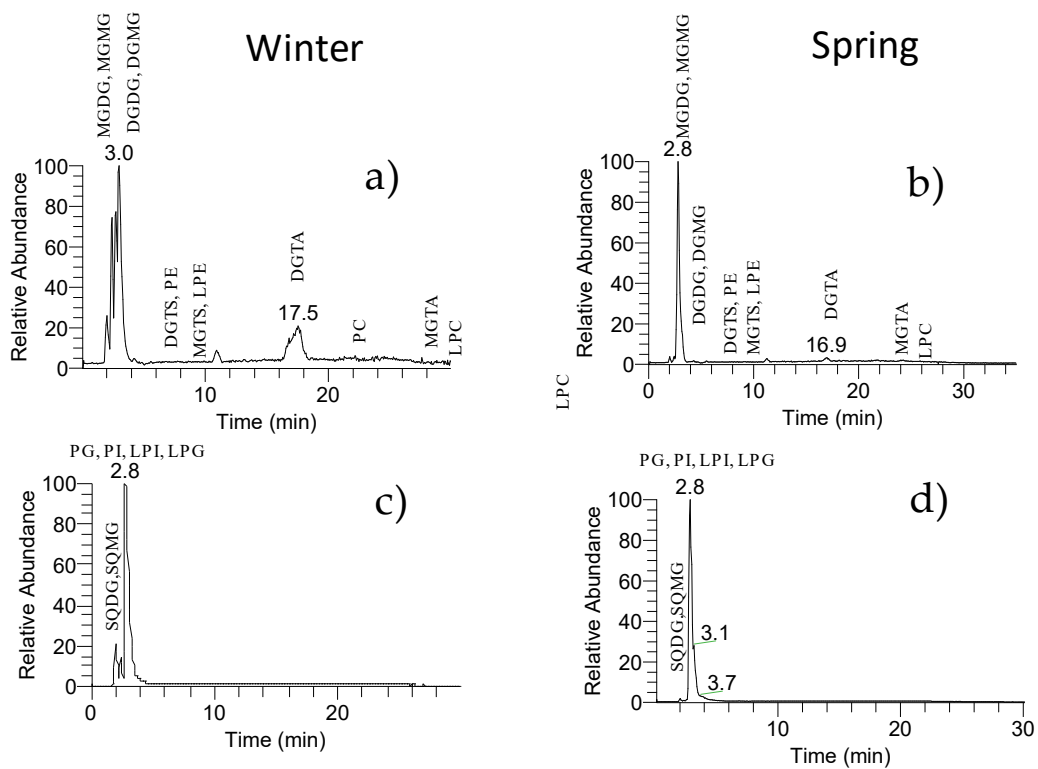 Winter
MGDG, MGMG
DGDG, DGMG
3.0
a)
Relative Abundance
100
80
60
40
20
0
DGTS, PE
MGTS, LPE
DGTA
17.5
PC
MGTA
LPC
10
20
Time (min)
Spring
MGDG, MGMG
2.8
b)
Relative Abundance
100
80
60
40
20
0
DGDG, DGMG
DGTS, PE
MGTS, LPE
DGTA
16.9
MGTA
LPC
0
10
20
30
Time (min)
LPC
PG, PI, LPI, LPG
2.8
c)
Relative Abundance
100
80
60
40
20
0
SQDG,SQMG
0
10
20
Time (min)
PG, PI, LPI, LPG
2.8
d)
Relative Abundance
100
80
60
40
20
0
SQDG,SQMG
3.1
3.7
10
20
30
Time (min)